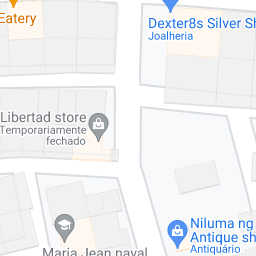 Eatery
Dexter8s Silver Sh
Joalheria
Libertad store
Temporariamente
fechado
Maria Jean naval
Niluma ng
Antique sh
Antiquário